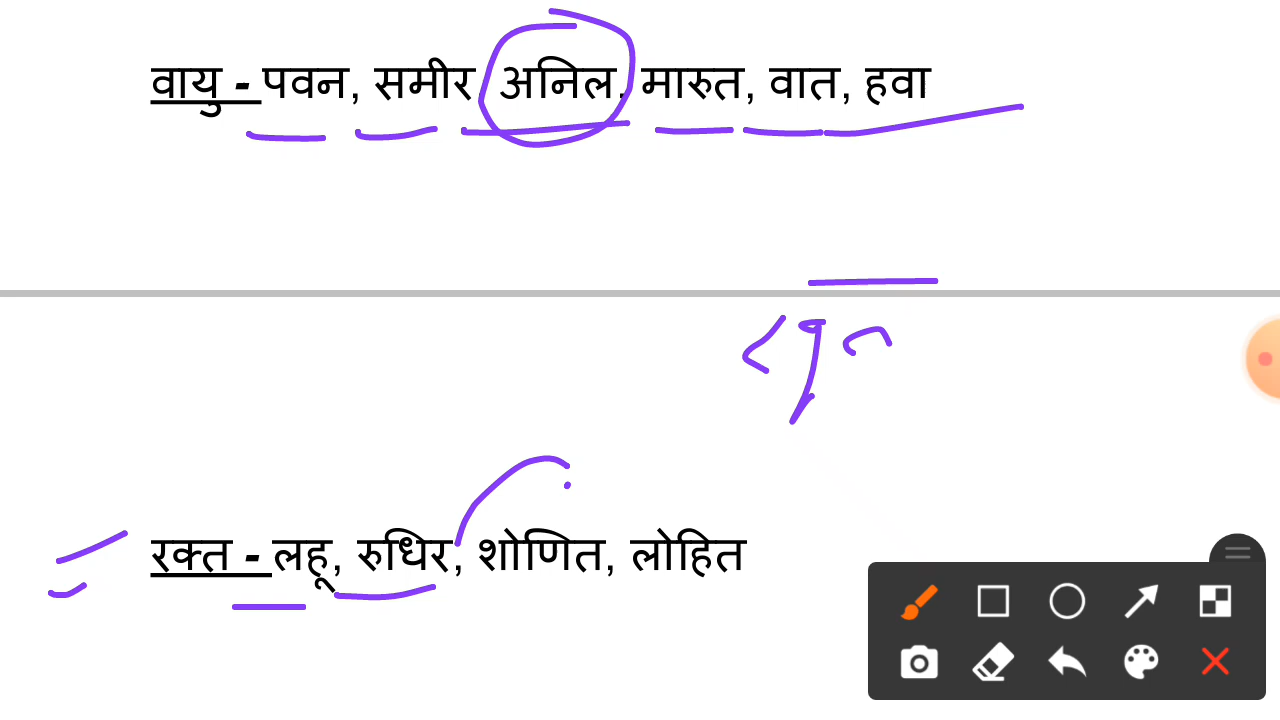 वायु - पवन, समीर, अनिल, मारुत, वात, हवा
रक्त - लहू, रुधिर, शोणित, लोहित